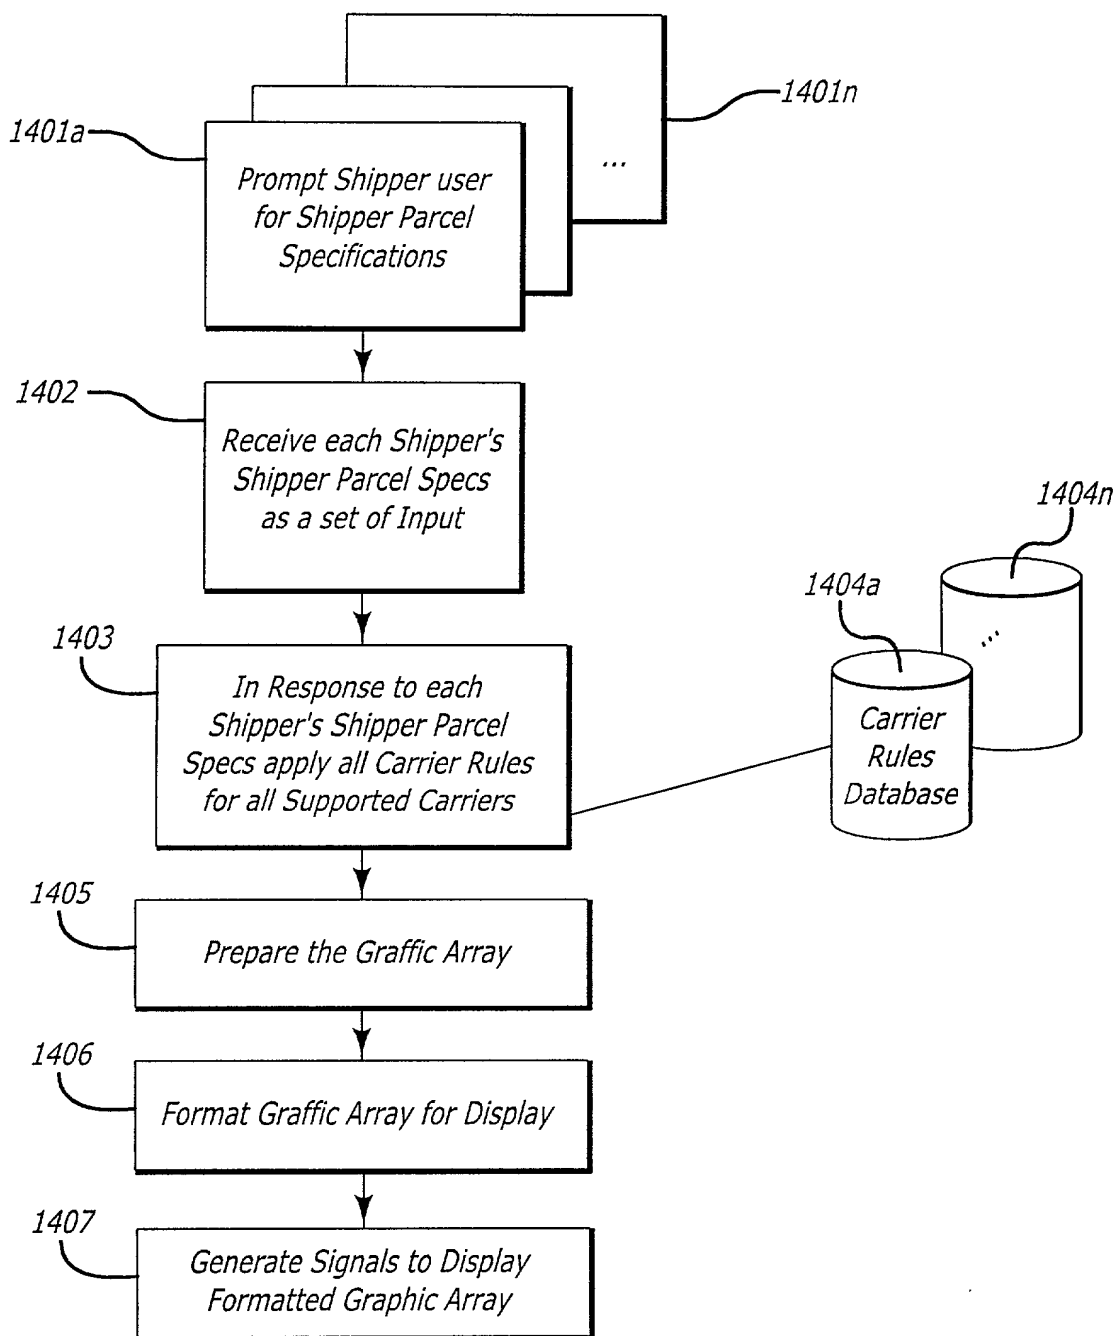 1401n
1401a
...
Prompt Shipper user
for Shipper Parcel
Specifications
1402
Receive each Shipper's
Shipper Parcel Specs
as a set of Input
1404n
1404a
...
1403
In Response to each
Shipper's Shipper Parcel
Specs apply all Carrier Rules
for all Supported Carriers
Carrier
Rules
Database
1405
Prepare the Graffic Array
1406
Format Graffic Array for Display
1407
Generate Signals to Display
Formatted Graphic Array